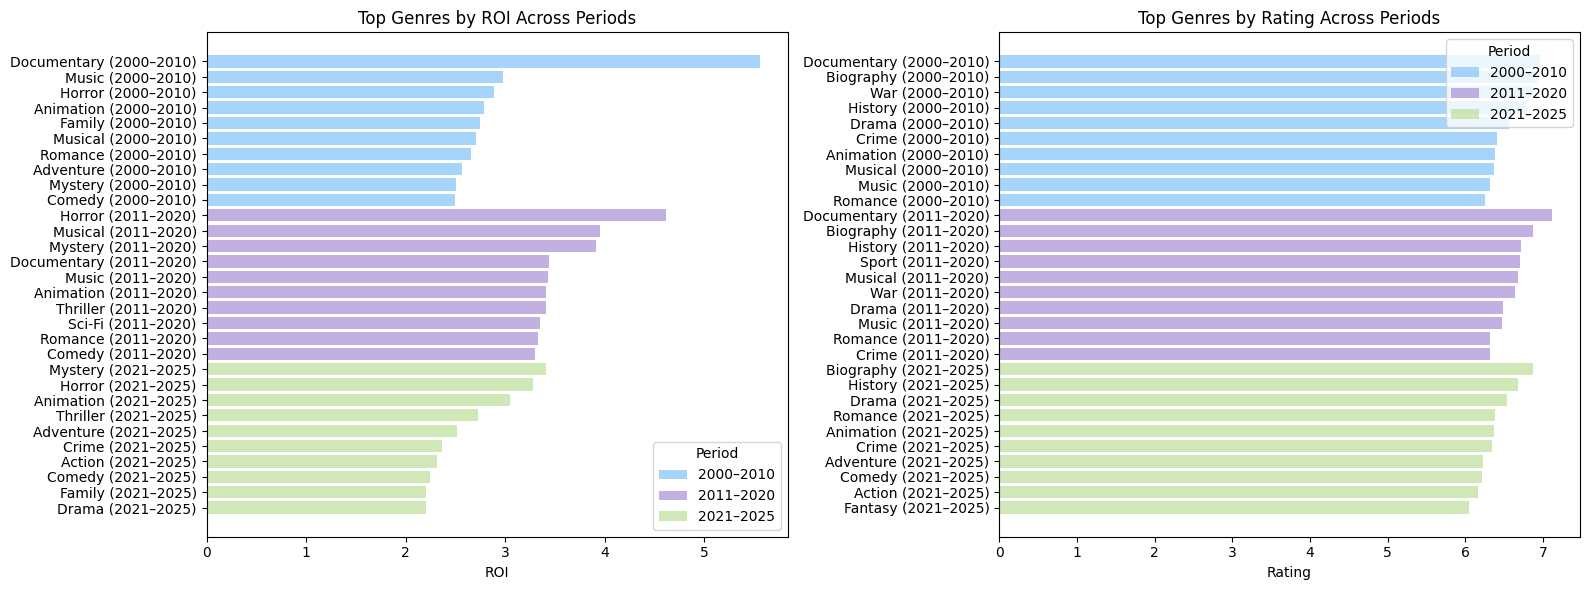 Top Genres by ROI Across Periods
Documentary (2000–2010)
Music (2000–2010)
Horror (2000–2010)
Animation (2000–2010)
Family (2000–2010)
Musical (2000–2010)
Romance (2000–2010)
Adventure (2000–2010)
Mystery (2000–2010)
Comedy (2000–2010)
Horror (2011–2020)
Musical (2011–2020)
Mystery (2011–2020)
Documentary (2011–2020)
Music (2011–2020)
Animation (2011–2020)
Thriller (2011–2020)
Sci-Fi (2011–2020)
Romance (2011–2020)
Comedy (2011–2020)
Mystery (2021–2025)
Horror (2021–2025)
Animation (2021–2025)
Thriller (2021–2025)
Adventure (2021–2025)
Crime (2021–2025)
Action (2021–2025)
Comedy (2021–2025)
Family (2021–2025)
Drama (2021–2025)
Period
2000–2010
2011–2020
2021–2025
0 1 2 3 4 5
ROI
Top Genres by Rating Across Periods
Documentary (2000–2010)
Biography (2000–2010)
War (2000–2010)
History (2000–2010)
Drama (2000–2010)
Crime (2000–2010)
Animation (2000–2010)
Musical (2000–2010)
Music (2000–2010)
Romance (2000–2010)
Documentary (2011–2020)
Biography (2011–2020)
History (2011–2020)
Sport (2011–2020)
Musical (2011–2020)
War (2011–2020)
Drama (2011–2020)
Music (2011–2020)
Romance (2011–2020)
Crime (2011–2020)
Biography (2021–2025)
History (2021–2025)
Drama (2021–2025)
Romance (2021–2025)
Animation (2021–2025)
Crime (2021–2025)
Adventure (2021–2025)
Comedy (2021–2025)
Action (2021–2025)
Fantasy (2021–2025)
Period
2000–2010
2011–2020
2021–2025
0 1 2 3 4 5 6 7
Rating